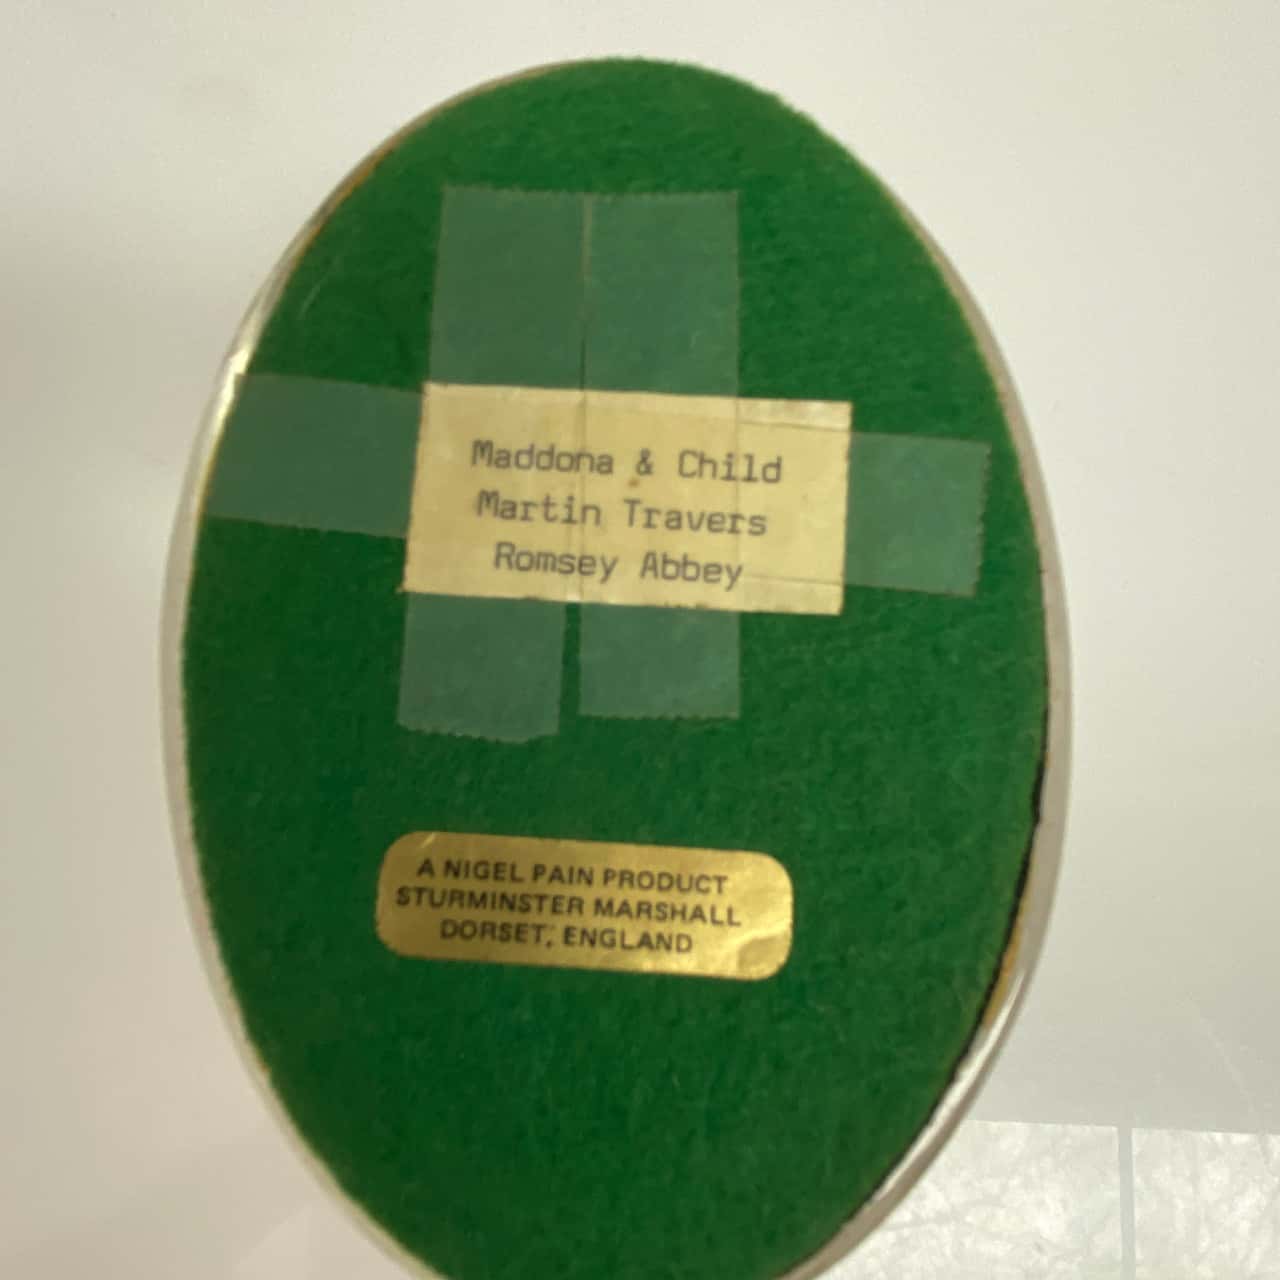 Maddona & Child
Martin Travers
Romsey Abbey
A NIGEL PAIN PRODUCT
STURMINSTER MARSHALL
DORSET, ENGLAND